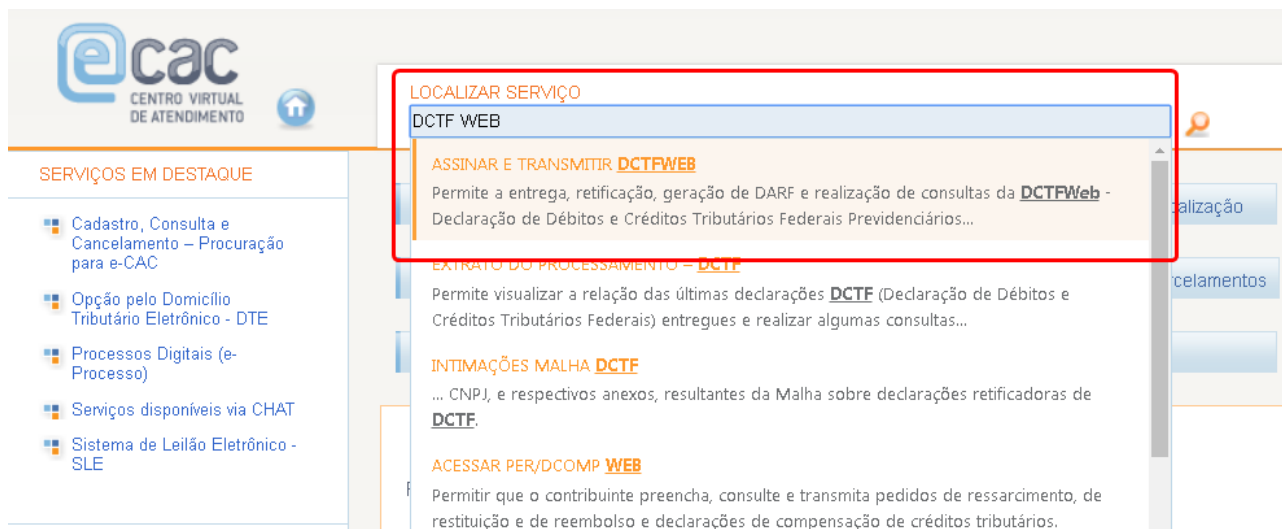 ecac
CENTRO VIRTUAL
DE ATENDIMENTO
LOCALIZAR SERVIÇO
DCTF WEB
SERVIÇOS EM DESTAQUE
Cadastro, Consulta e
Cancelamento – Procuração
para e-CAC
Opção pelo Domicílio
Tributário Eletrônico - DTE
Processos Digitais (e-
Processo)
Serviços disponíveis via CHAT
Sistema de Leilão Eletrônico -
SLE
ASSINAR E TRANSMITIR DCTFWEB
Permite a entrega, retificação, geração de DARF e realização de consultas da DCTFWeb -
Declaração de Débitos e Créditos Tributários Federais Previdenciários...
EXTRATO DO PROCESSAMENTO – DCTF
Permite visualizar a relação das últimas declarações DCTF (Declaração de Débitos e
Créditos Tributários Federais) entregues e realizar algumas consultas...
INTIMAÇÕES MALHA DCTF
... CNPJ, e respectivos anexos, resultantes da Malha sobre declarações retificadoras de
DCTF.
ACESSAR PER/DCOMP WEB
Permitir que o contribuinte preencha, consulte e transmita pedidos de ressarcimento, de
restituição e de reembolso e declarações de compensação de créditos tributários.
alização
rcelamentos